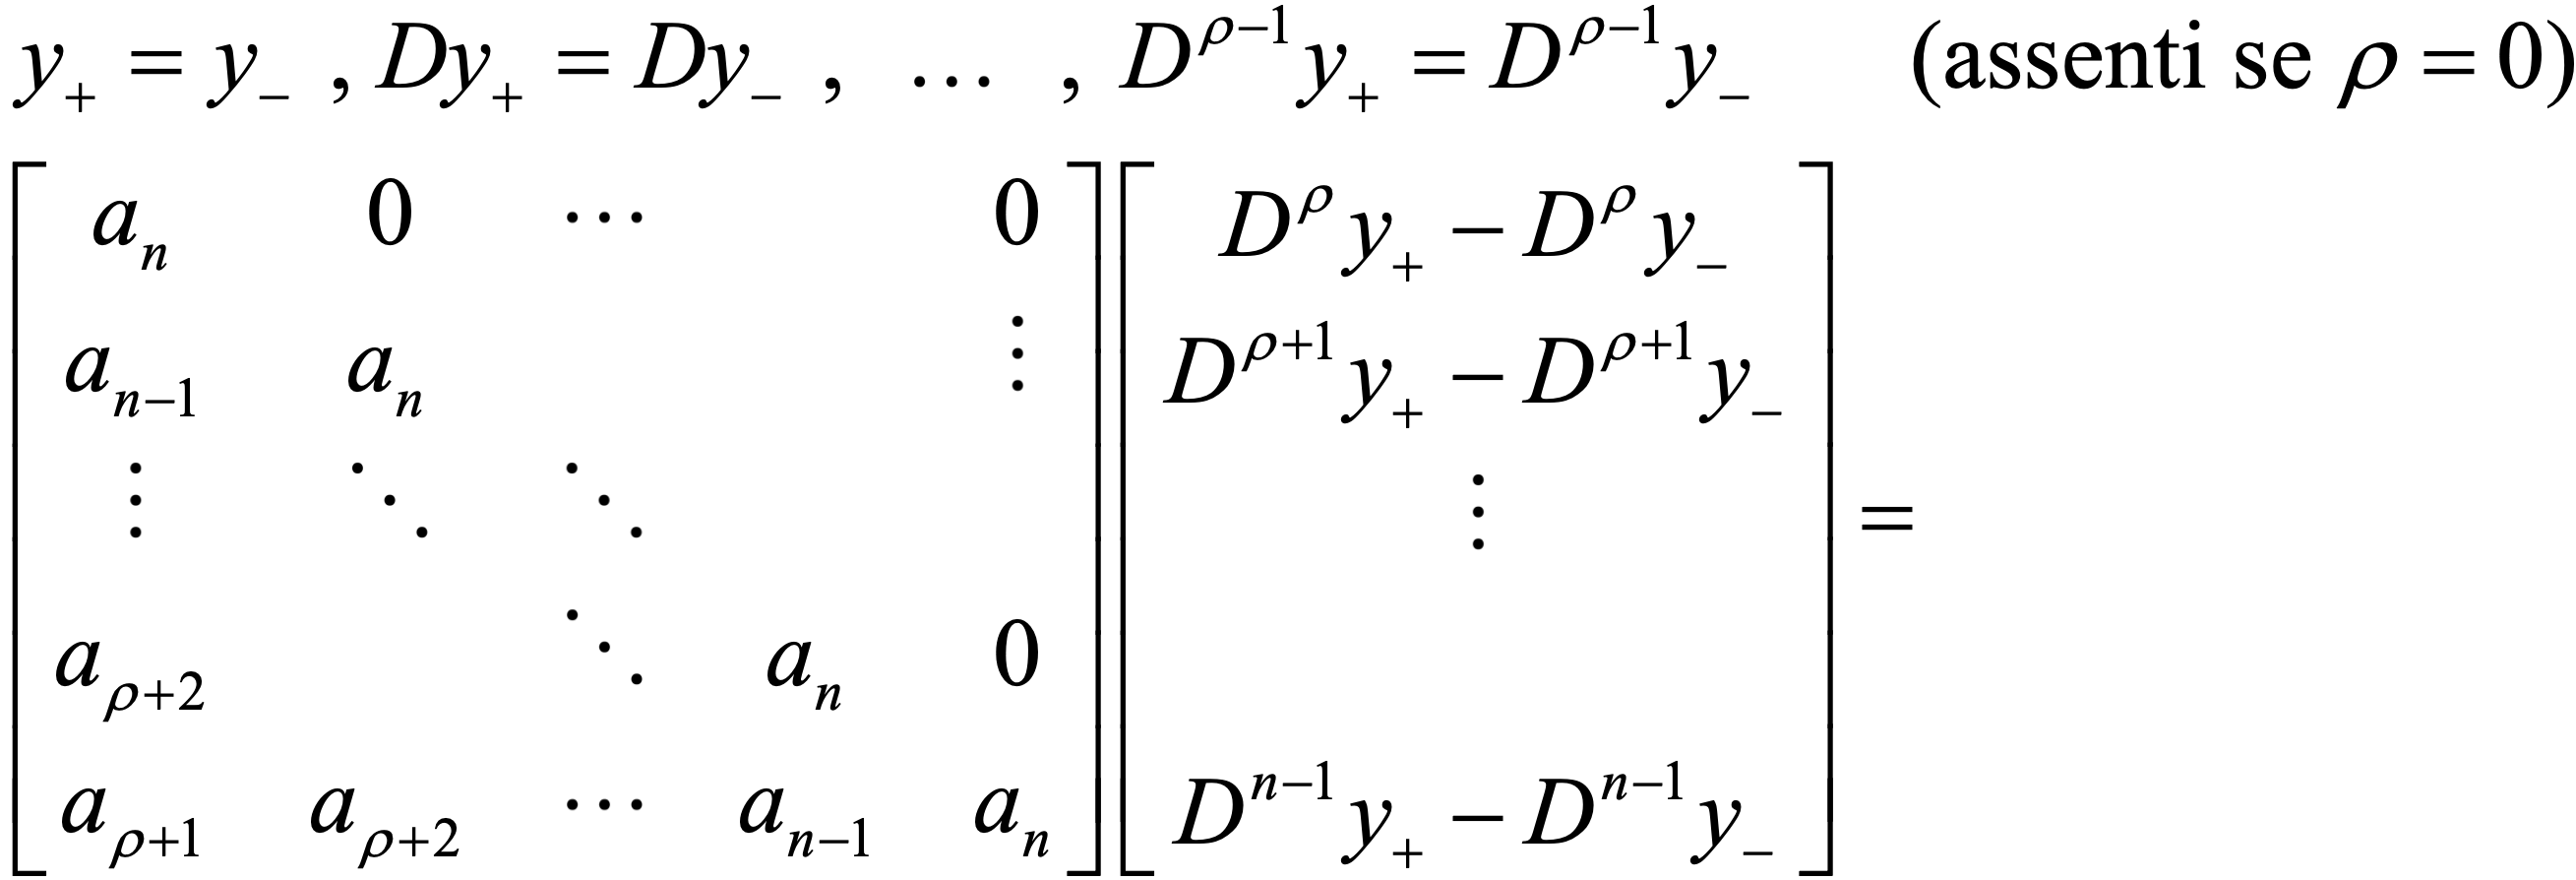 y₊ = y₋ , Dy₊ = Dy₋ , … , D^{ρ−1}y₊ = D^{ρ−1}y₋ (assenti se ρ = 0)
[ a_n 0 ⋯ 0 ] [ D^ρ y₊ − D^ρ y₋ ]
[ a_{n−1} a_n ⋮ ] [ D^{ρ+1} y₊ − D^{ρ+1} y₋ ]
[ ⋮ ⋱ ⋱ ] [ ⋮ ] =
[ a_{ρ+2} ⋱ a_n 0 ]
[ a_{ρ+1} a_{ρ+2} ⋯ a_{n−1} a_n ] [ D^{n−1} y₊ − D^{n−1} y₋ ]